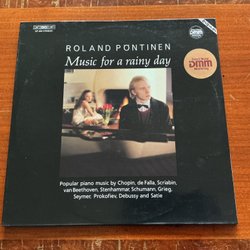 BIS
ROLAND PONTINEN
Music for a rainy day
DMM
Popular piano music by Chopin, de Falla, Scriabin,
van Beethoven, Stenhammar, Schumann, Grieg,
Seymer, Prokofiev, Debussy and Satie